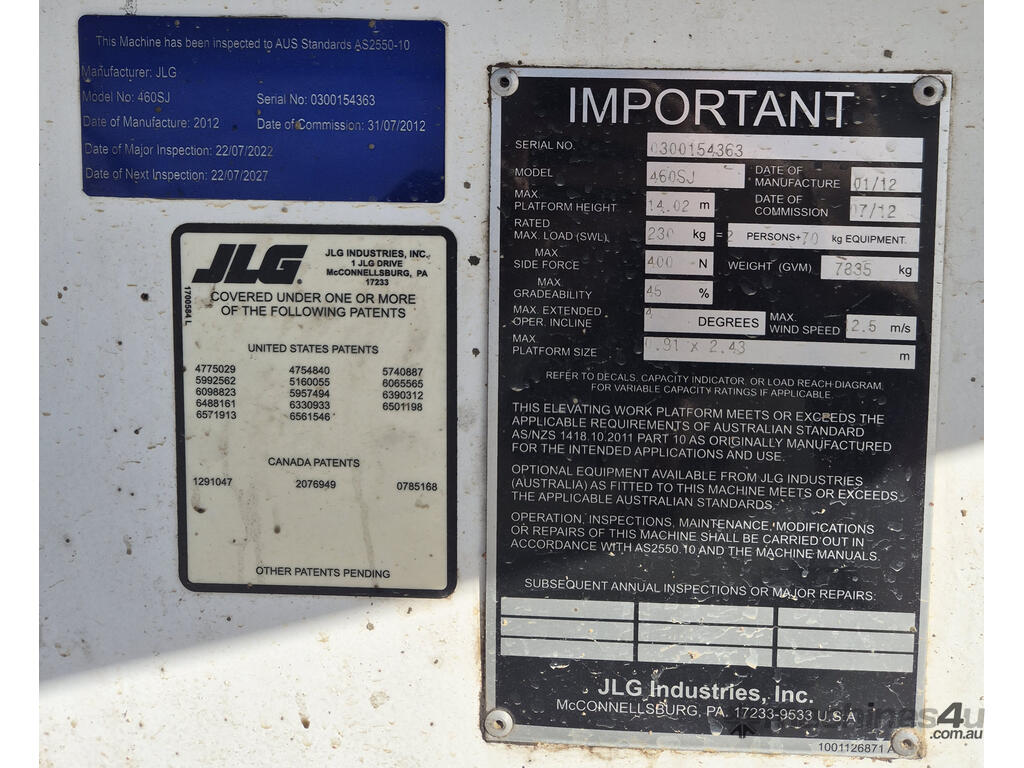 This Machine has been inspected to AUS Standards AS2550-10
Manufacturer: JLG
Model No: 460SJ Serial No: 0300154363
Date of Manufacture: 2012 Date of Commission: 31/07/2012
Date of Major Inspection: 22/07/2022
Date of Next Inspection: 22/07/2027
JLG
JLG INDUSTRIES, INC.
1 JLG DRIVE
McCONNELLSBURG, PA
17233
1700584 L
COVERED UNDER ONE OR MORE
OF THE FOLLOWING PATENTS
UNITED STATES PATENTS
4775029 4754840 5740887
5992562 5160055 6065565
6098823 5957494 6390312
6488161 6330933 6501198
6571913 6561546
CANADA PATENTS
1291047 2076949 0785168
OTHER PATENTS PENDING
IMPORTANT
SERIAL NO. 0300154363
MODEL 460SJ DATE OF MANUFACTURE 01/12
MAX. PLATFORM HEIGHT 14.02 m DATE OF COMMISSION 07/12
RATED MAX. LOAD (SWL) 230 kg = 2 PERSONS+ 70 kg EQUIPMENT
MAX SIDE FORCE 400 N WEIGHT (GVM) 7835 kg
MAX. GRADEABILITY 45 %
MAX. EXTENDED OPER. INCLINE 4 DEGREES MAX. WIND SPEED 12.5 m/s
MAX. PLATFORM SIZE 0.91 x 2.43 m
REFER TO DECALS, CAPACITY INDICATOR, OR LOAD REACH DIAGRAM,
FOR VARIABLE CAPACITY RATINGS IF APPLICABLE.
THIS ELEVATING WORK PLATFORM MEETS OR EXCEEDS THE
APPLICABLE REQUIREMENTS OF AUSTRALIAN STANDARD
AS/NZS 1418.10.2011 PART 10 AS ORIGINALLY MANUFACTURED
FOR THE INTENDED APPLICATIONS AND USE.
OPTIONAL EQUIPMENT AVAILABLE FROM JLG INDUSTRIES
(AUSTRALIA) AS FITTED TO THIS MACHINE MEETS OR EXCEEDS
THE APPLICABLE AUSTRALIAN STANDARDS.
OPERATION, INSPECTIONS, MAINTENANCE, MODIFICATIONS
OR REPAIRS OF THIS MACHINE SHALL BE CARRIED OUT IN
ACCORDANCE WITH AS2550.10 AND THE MACHINE MANUALS.
SUBSEQUENT ANNUAL INSPECTIONS OR MAJOR REPAIRS:
JLG Industries, Inc.
McCONNELLSBURG, PA. 17233-9533 U.S.A
1001126871 A
machines4u
.com.au